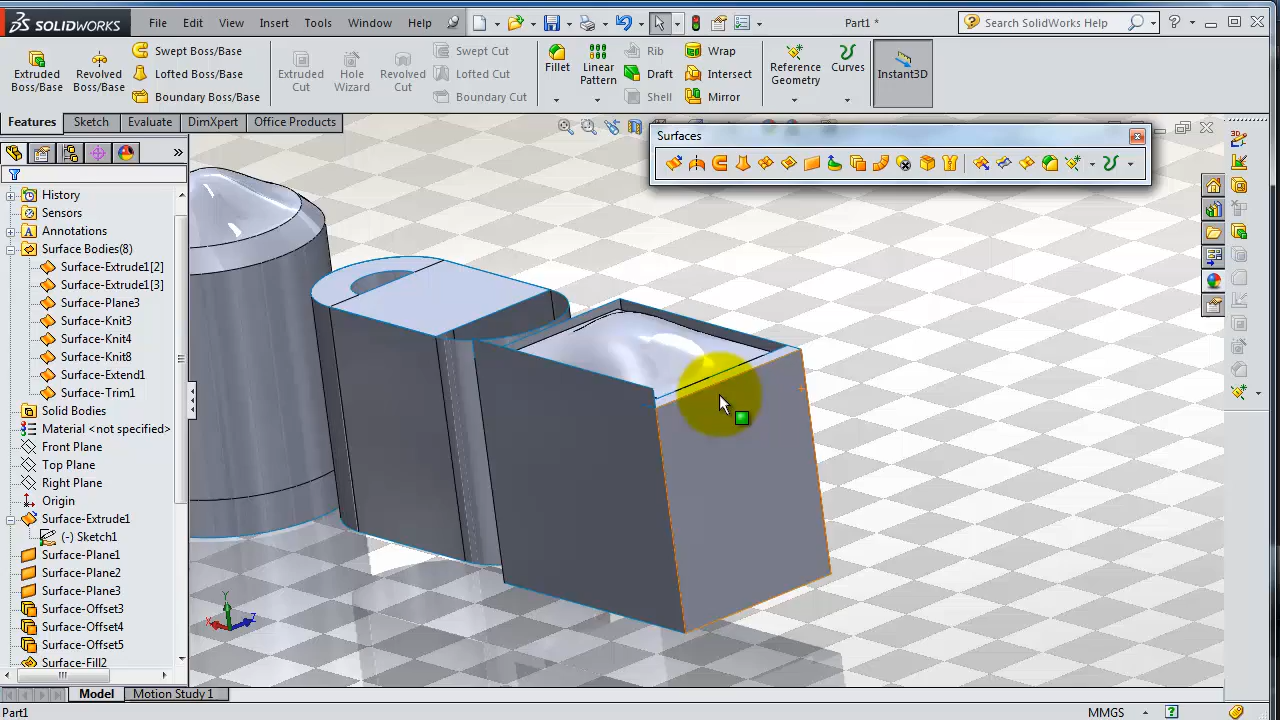 SOLIDWORKS File Edit View Insert Tools Window Help Part1 * Search SolidWorks Help
Extruded Boss/Base
Revolved Boss/Base
Swept Boss/Base
Lofted Boss/Base
Boundary Boss/Base
Extruded Cut
Hole Wizard
Revolved Cut
Swept Cut
Lofted Cut
Boundary Cut
Fillet
Linear Pattern
Rib
Draft
Shell
Wrap
Intersect
Mirror
Reference Geometry
Curves
Instant3D
Features Sketch Evaluate DimXpert Office Products
Surfaces
History
Sensors
Annotations
Surface Bodies(8)
Surface-Extrude1[2]
Surface-Extrude1[3]
Surface-Plane3
Surface-Knit3
Surface-Knit4
Surface-Knit8
Surface-Extend1
Surface-Trim1
Solid Bodies
Material <not specified>
Front Plane
Top Plane
Right Plane
Origin
Surface-Extrude1
(-) Sketch1
Surface-Plane1
Surface-Plane2
Surface-Plane3
Surface-Offset3
Surface-Offset4
Surface-Offset5
Surface-Fill2
Y
X
Z
Model Motion Study 1
Part1 MMGS